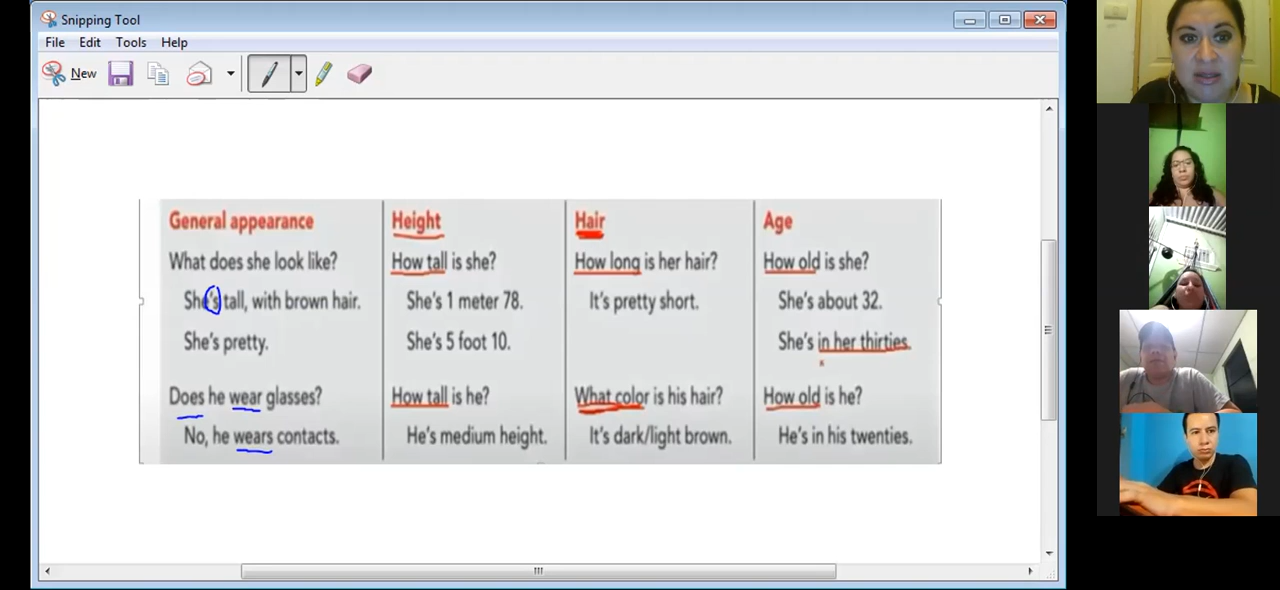 Snipping Tool
File Edit Tools Help
New
General appearance
What does she look like?
She's tall, with brown hair.
She's pretty.
Does he wear glasses?
No, he wears contacts.
Height
How tall is she?
She's 1 meter 78.
She's 5 foot 10.
How tall is he?
He's medium height.
Hair
How long is her hair?
It's pretty short.
What color is his hair?
It's dark/light brown.
Age
How old is she?
She's about 32.
She's in her thirties.
How old is he?
He's in his twenties.